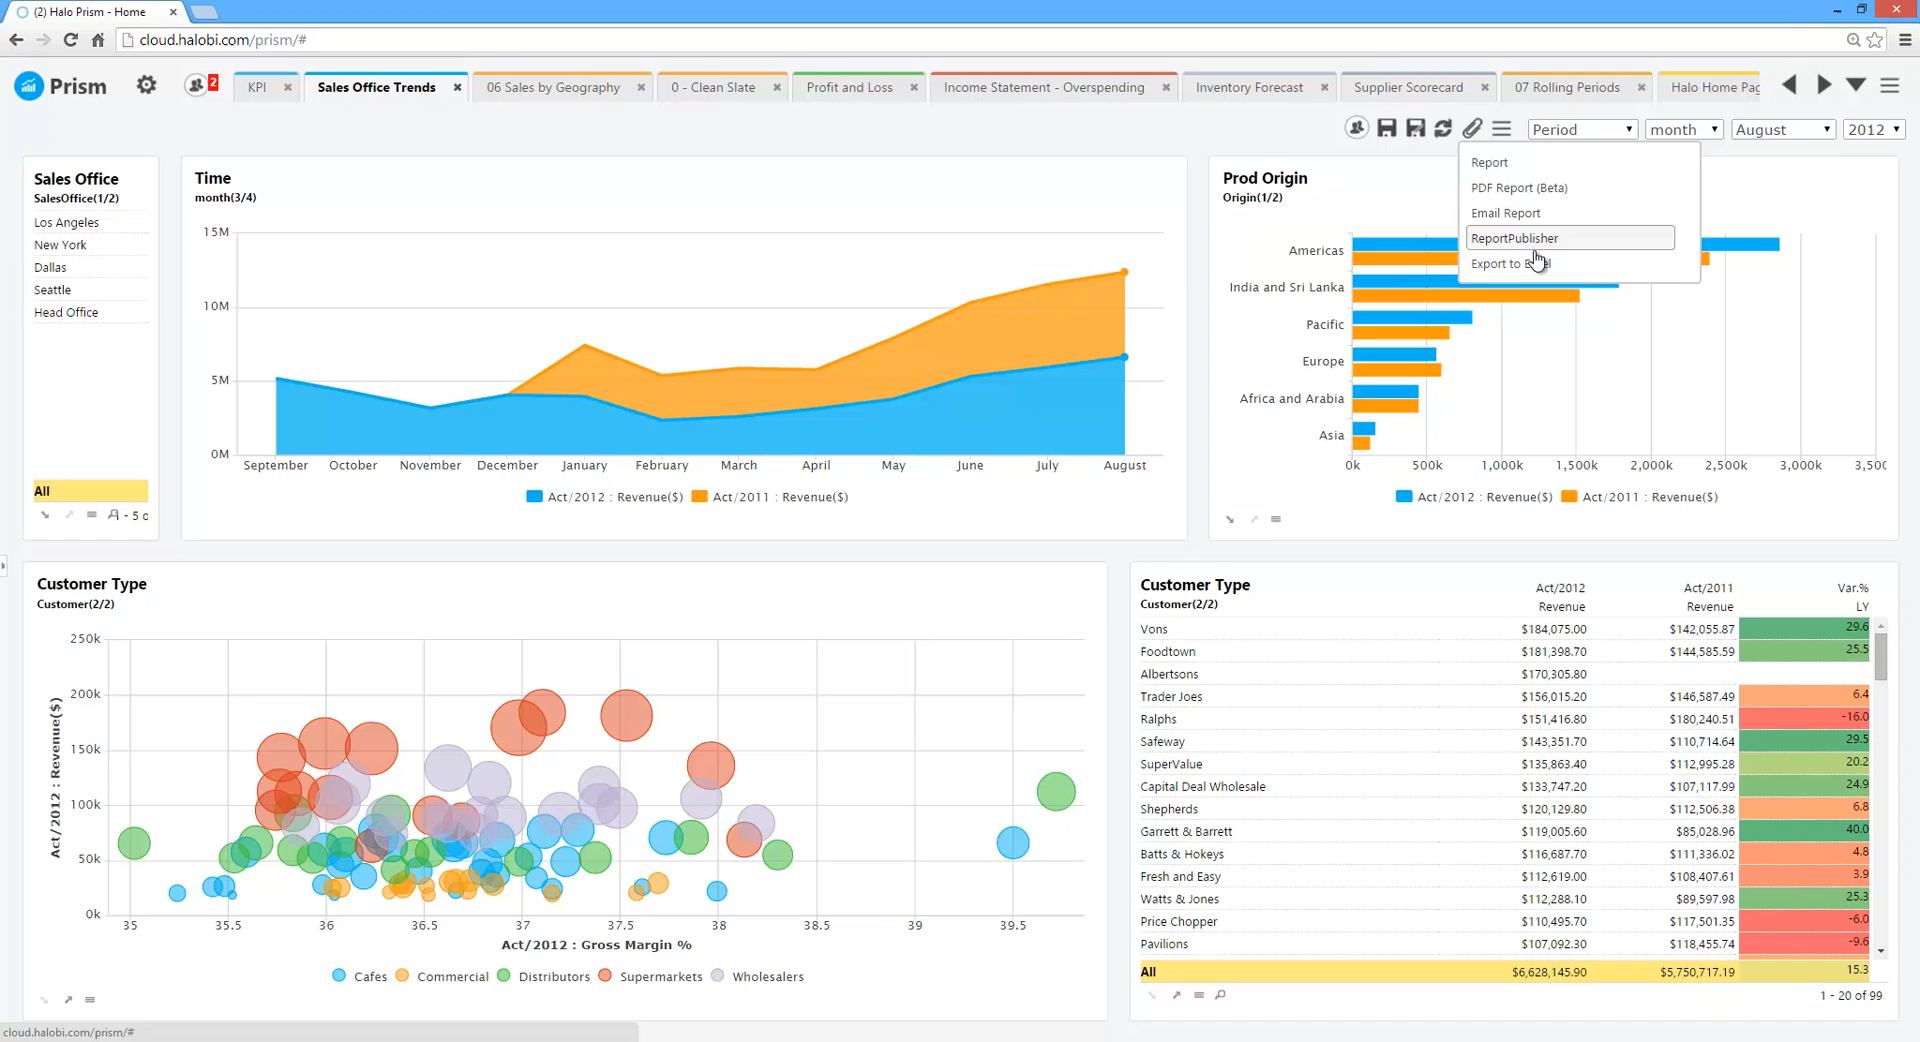 (2) Halo Prism - Home
cloud.halobi.com/prism/#
Prism 2 KPI Sales Office Trends 06 Sales by Geography 0 - Clean Slate Profit and Loss Income Statement - Overspending Inventory Forecast Supplier Scorecard 07 Rolling Periods Halo Home Pag
Period month August 2012
Report
PDF Report (Beta)
Email Report
ReportPublisher
Export to
Sales Office
SalesOffice(1/2)
Los Angeles
New York
Dallas
Seattle
Head Office
All
1 - 5 o
Time
month(3/4)
15M
10M
5M
0M
September October November December January February March April May June July August
Act/2012 : Revenue($) Act/2011 : Revenue($)
Prod Origin
Origin(1/2)
Americas
India and Sri Lanka
Pacific
Europe
Africa and Arabia
Asia
0k 500k 1,000k 1,500k 2,000k 2,500k 3,000k 3,500
Act/2012 : Revenue($) Act/2011 : Revenue($)
Customer Type
Customer(2/2)
Act/2012 : Revenue($)
250k
200k
150k
100k
50k
0k
35 35.5 36 36.5 37 37.5 38 38.5 39 39.5
Act/2012 : Gross Margin %
Cafes Commercial Distributors Supermarkets Wholesalers
Customer Type Act/2012 Act/2011 Var.%
Customer(2/2) Revenue Revenue LY
Vons $184,075.00 $142,055.87 29.6
Foodtown $181,398.70 $144,585.59 25.5
Albertsons $170,305.80
Trader Joes $156,015.20 $146,587.49 6.4
Ralphs $151,416.80 $180,240.51 -16.0
Safeway $143,351.70 $110,714.64 29.5
SuperValue $135,863.40 $112,995.28 20.2
Capital Deal Wholesale $133,747.20 $107,117.99 24.9
Shepherds $120,129.80 $112,506.38 6.8
Garrett & Barrett $119,005.60 $85,028.96 40.0
Batts & Hokeys $116,687.70 $111,336.02 4.8
Fresh and Easy $112,619.00 $108,407.61 3.9
Watts & Jones $112,288.10 $89,597.98 25.3
Price Chopper $110,495.70 $117,501.35 -6.0
Pavilions $107,092.30 $118,455.74 -9.6
All $6,628,145.90 $5,750,717.19 15.3
1 - 20 of 99
cloud.halobi.com/prism/#